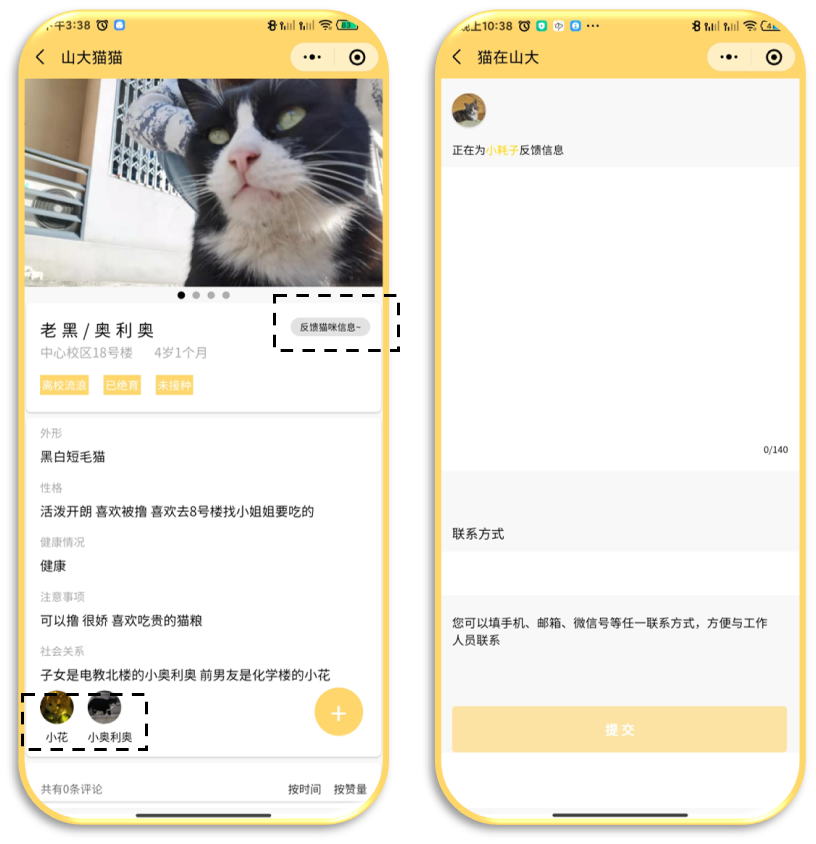 午3:38
83
山大猫猫
老黑/奥利奥
反馈猫咪信息~
中心校区18号楼 4岁1个月
离校流浪 已绝育 未接种
外形
黑白短毛猫
性格
活泼开朗 喜欢被撸 喜欢去8号楼找小姐姐要吃的
健康情况
健康
注意事项
可以撸 很娇 喜欢吃贵的猫粮
社会关系
子女是电教北楼的小奥利奥 前男友是化学楼的小花
小花 小奥利奥
+
共有0条评论 按时间 按赞量
晚上10:38
猫在山大
正在为小耗子反馈信息
0/140
联系方式
您可以填手机、邮箱、微信号等任一联系方式，方便与工作
人员联系
提交